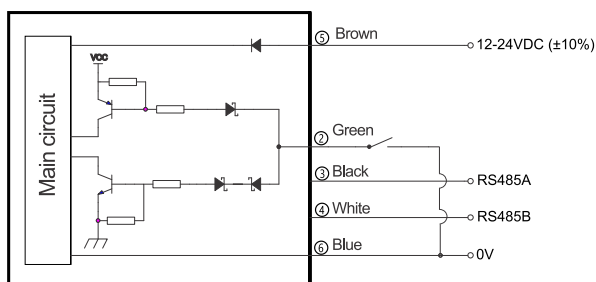 ⑤ Brown
12-24VDC (±10%)
VCC
Main circuit
② Green
③ Black
RS485A
④ White
RS485B
⑥ Blue
0V